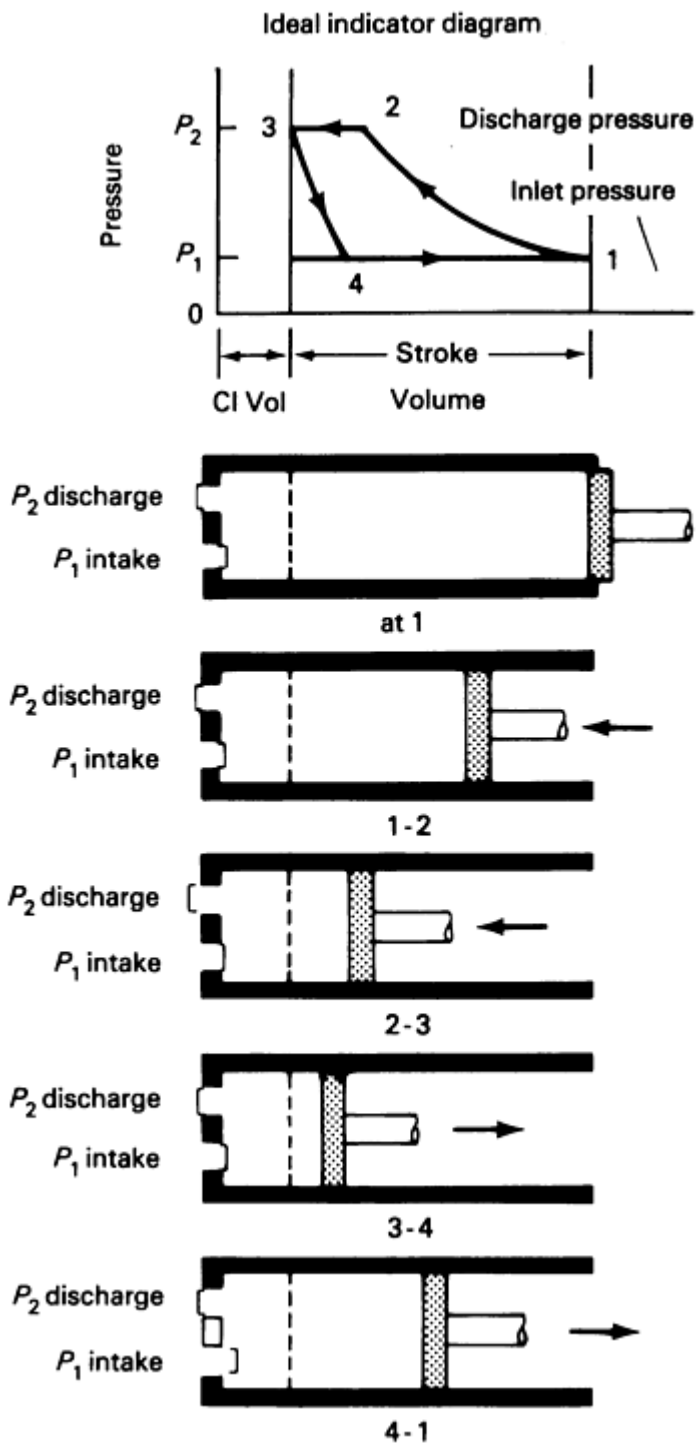 Ideal indicator diagram
Pressure
P₂
3
2
Discharge pressure
Inlet pressure
P₁
4
1
0
Stroke
Cl Vol
Volume
P₂ discharge
P₁ intake
at 1
P₂ discharge
P₁ intake
1 - 2
P₂ discharge
P₁ intake
2 - 3
P₂ discharge
P₁ intake
3 - 4
P₂ discharge
P₁ intake
4 - 1